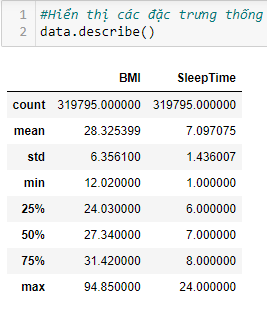 1 #Hiển thị các đặc trưng thống
2 data.describe()
BMI SleepTime
count 319795.000000 319795.000000
mean 28.325399 7.097075
std 6.356100 1.436007
min 12.020000 1.000000
25% 24.030000 6.000000
50% 27.340000 7.000000
75% 31.420000 8.000000
max 94.850000 24.000000